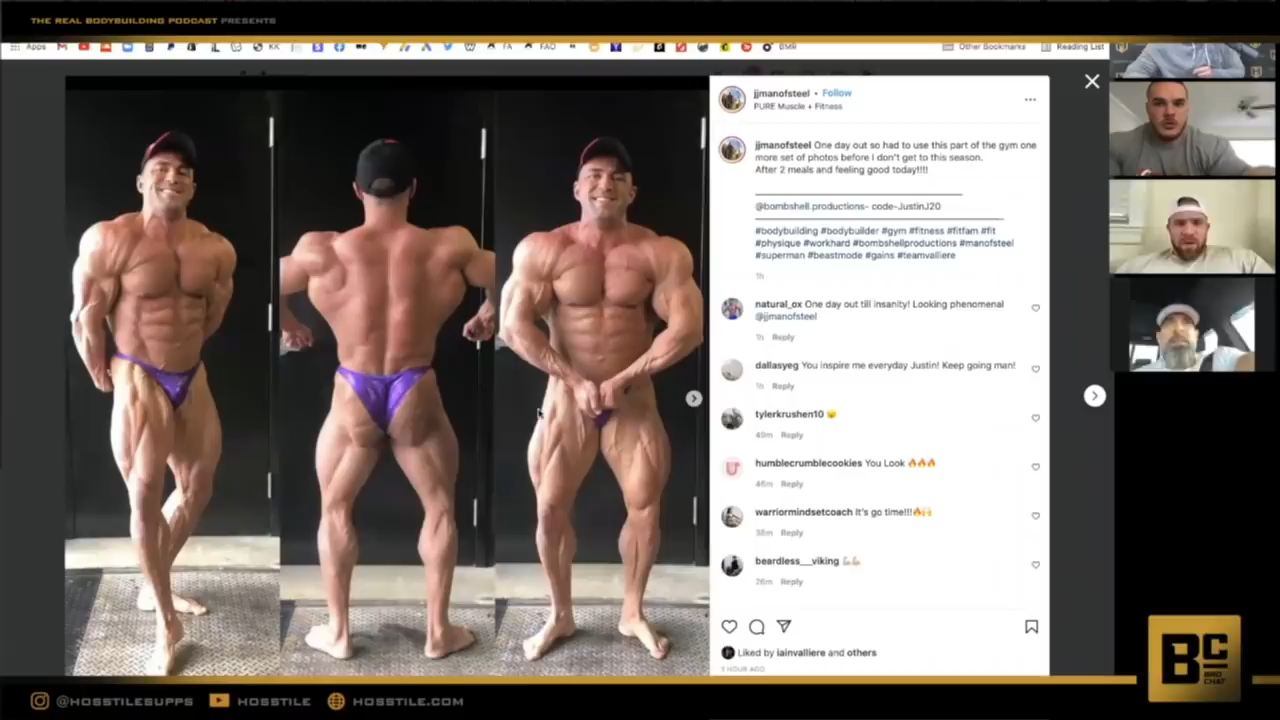 THE REAL BODYBUILDING PODCAST PRESENTS
Apps
KK
FA
FAO
BMR
Other Bookmarks
Reading List
jjmanofsteel • Follow
PURE Muscle + Fitness
jjmanofsteel One day out so had to use this part of the gym one
more set of photos before I don't get to this season.
After 2 meals and feeling good today!!!!
@bombshell.productions- code-JustinJ20
#bodybuilding #bodybuilder #gym #fitness #fitfam #fit
#physique #workhard #bombshellproductions #manofsteel
#superman #beastmode #gains #teamvalliere
1h
natural_ox One day out till insanity! Looking phenomenal
@jjmanofsteel
1h Reply
dallasyeg You inspire me everyday Justin! Keep going man!
1h Reply
tylerkrushen10
49m Reply
humblecrumblecookies You Look 🔥🔥🔥
46m Reply
warriormindsetcoach It's go time!!!🔥🙌
38m Reply
beardless__viking 💪💪
26m Reply
Liked by iainvalliere and others
1 HOUR AGO
BC
BRO
CHAT
@HOSSTILESUPPS HOSSTILE HOSSTILE.COM